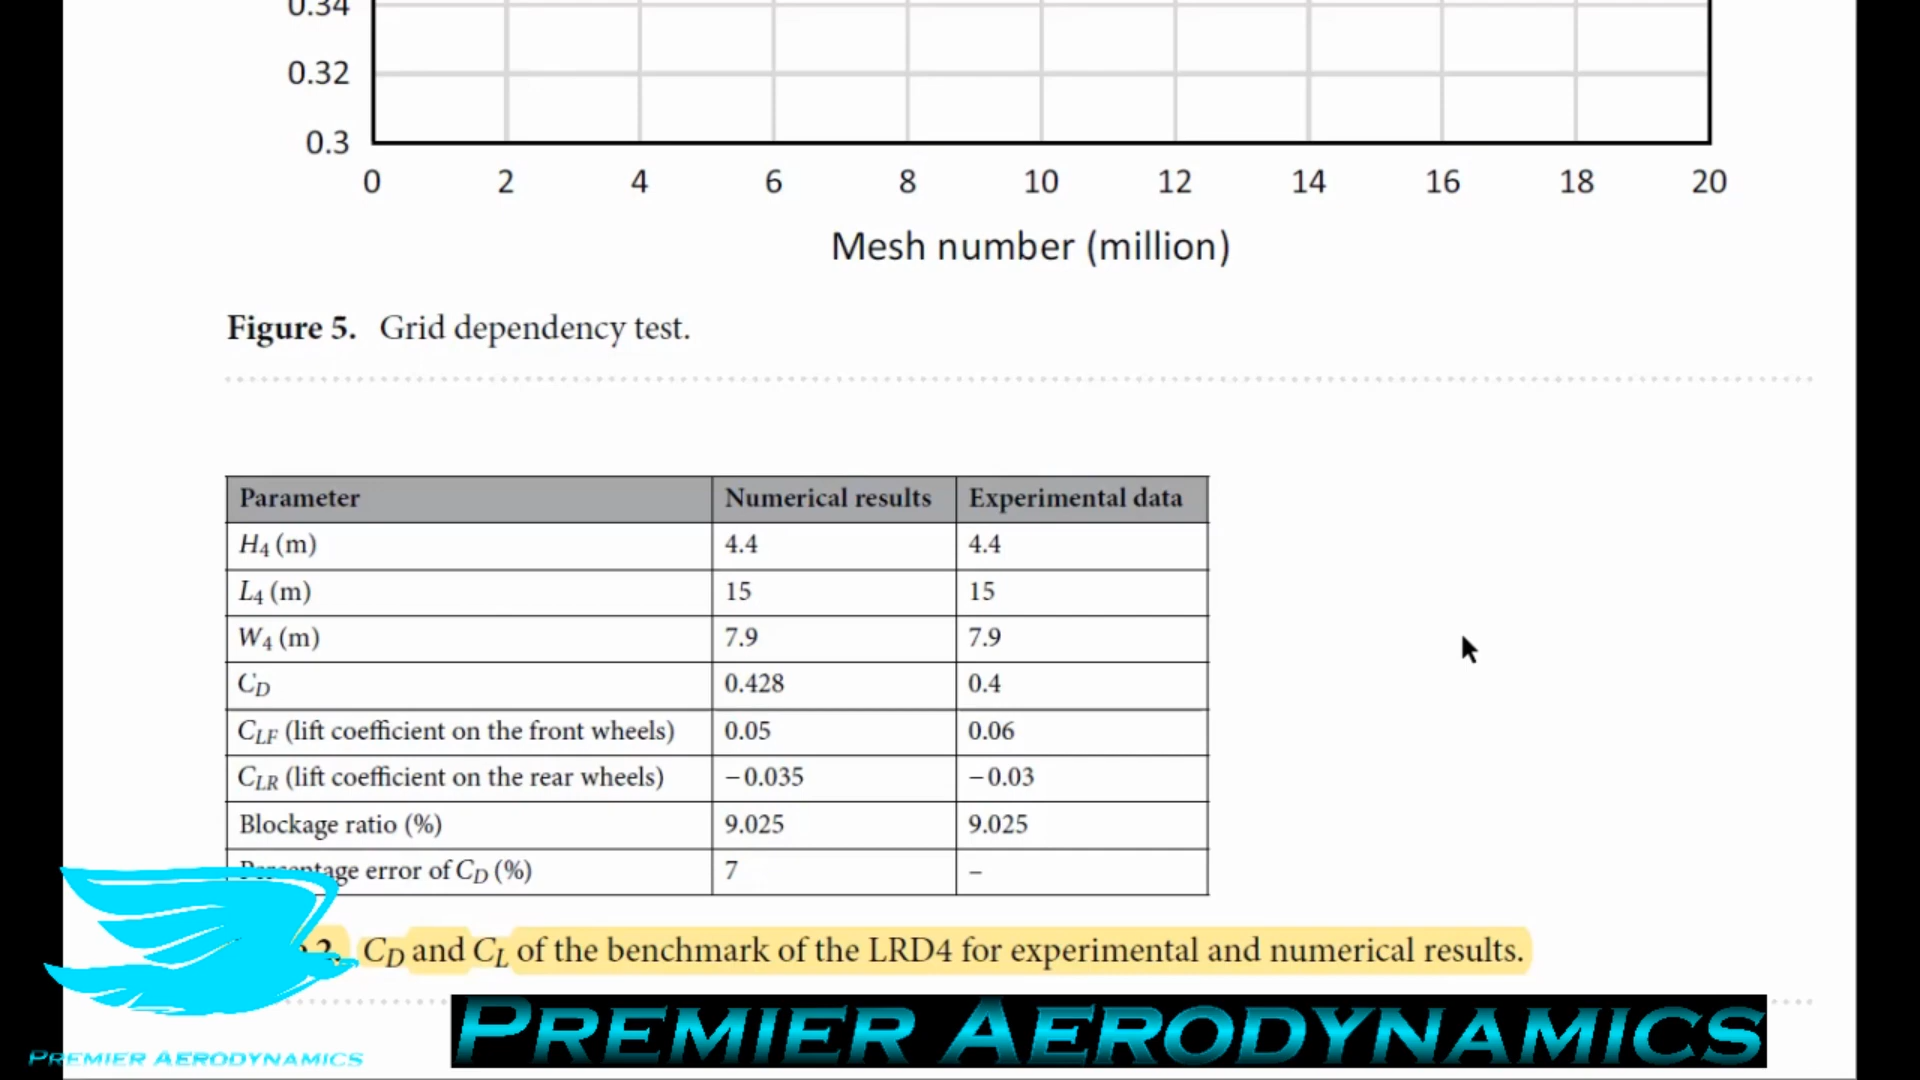 0.34
0.32
0.3
0 2 4 6 8 10 12 14 16 18 20
Mesh number (million)
Figure 5. Grid dependency test.
Parameter Numerical results Experimental data
H4 (m) 4.4 4.4
L4 (m) 15 15
W4 (m) 7.9 7.9
CD 0.428 0.4
CLF (lift coefficient on the front wheels) 0.05 0.06
CLR (lift coefficient on the rear wheels) −0.035 −0.03
Blockage ratio (%) 9.025 9.025
Percentage error of CD (%) 7 –
2. CD and CL of the benchmark of the LRD4 for experimental and numerical results.
PREMIER AERODYNAMICS
PREMIER AERODYNAMICS